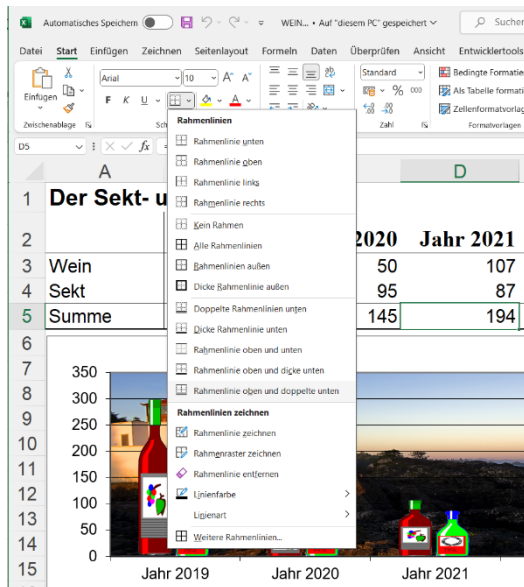 Automatisches Speichern
WEIN... • Auf "diesem PC" gespeichert
Suchen
Datei Start Einfügen Zeichnen Seitenlayout Formeln Daten Überprüfen Ansicht Entwicklertools
Einfügen
Arial 10 A A
F K U
Standard
% 000
Bedingte Formatie
Als Tabelle formati
Zellenformatvorlag
Zwischenablage Sch Zahl Formatvorlagen
D5 fx =
A D
1 Der Sekt- u
2 2020 Jahr 2021
3 Wein 50 107
4 Sekt 95 87
5 Summe 145 194
6
7
8
9
10
11
12
13
14
15
Rahmenlinien
Rahmenlinie unten
Rahmenlinie oben
Rahmenlinie links
Rahmenlinie rechts
Kein Rahmen
Alle Rahmenlinien
Rahmenlinien außen
Dicke Rahmenlinie außen
Doppelte Rahmenlinien unten
Dicke Rahmenlinie unten
Rahmenlinie oben und unten
Rahmenlinie oben und dicke unten
Rahmenlinie oben und doppelte unten
Rahmenlinien zeichnen
Rahmenlinie zeichnen
Rahmenraster zeichnen
Rahmenlinie entfernen
Linienfarbe
Linienart
Weitere Rahmenlinien...
350
300
250
200
150
100
50
0
Jahr 2019 Jahr 2020 Jahr 2021